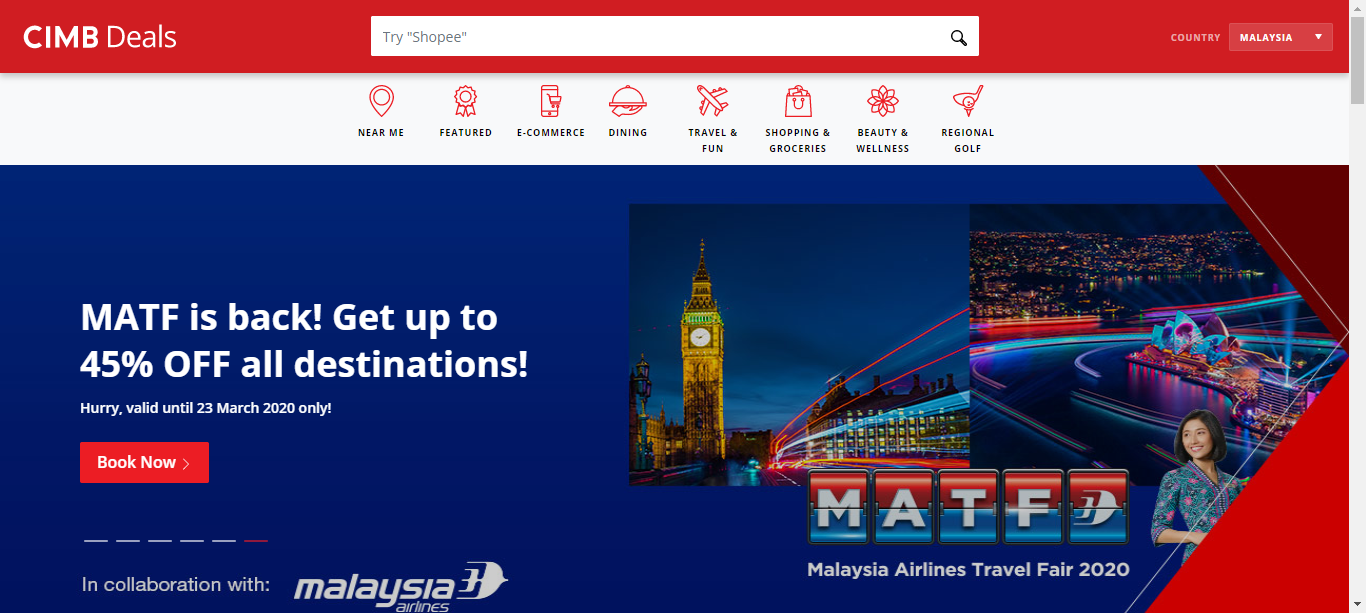 CIMB Deals
Try "Shopee"
COUNTRY
MALAYSIA
NEAR ME
FEATURED
E-COMMERCE
DINING
TRAVEL &
FUN
SHOPPING &
GROCERIES
BEAUTY &
WELLNESS
REGIONAL
GOLF
MATF is back! Get up to
45% OFF all destinations!
Hurry, valid until 23 March 2020 only!
Book Now
MATF
Malaysia Airlines Travel Fair 2020
In collaboration with:
malaysia
airlines